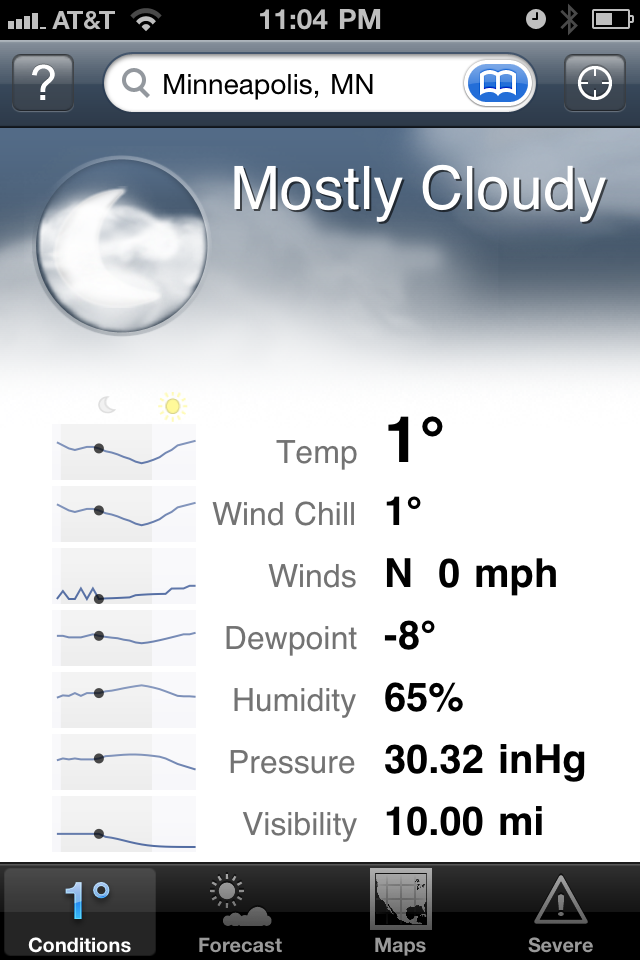 AT&T 11:04 PM
? Minneapolis, MN
Mostly Cloudy
Temp 1°
Wind Chill 1°
Winds N 0 mph
Dewpoint -8°
Humidity 65%
Pressure 30.32 inHg
Visibility 10.00 mi
1° !
Conditions Forecast Maps Severe